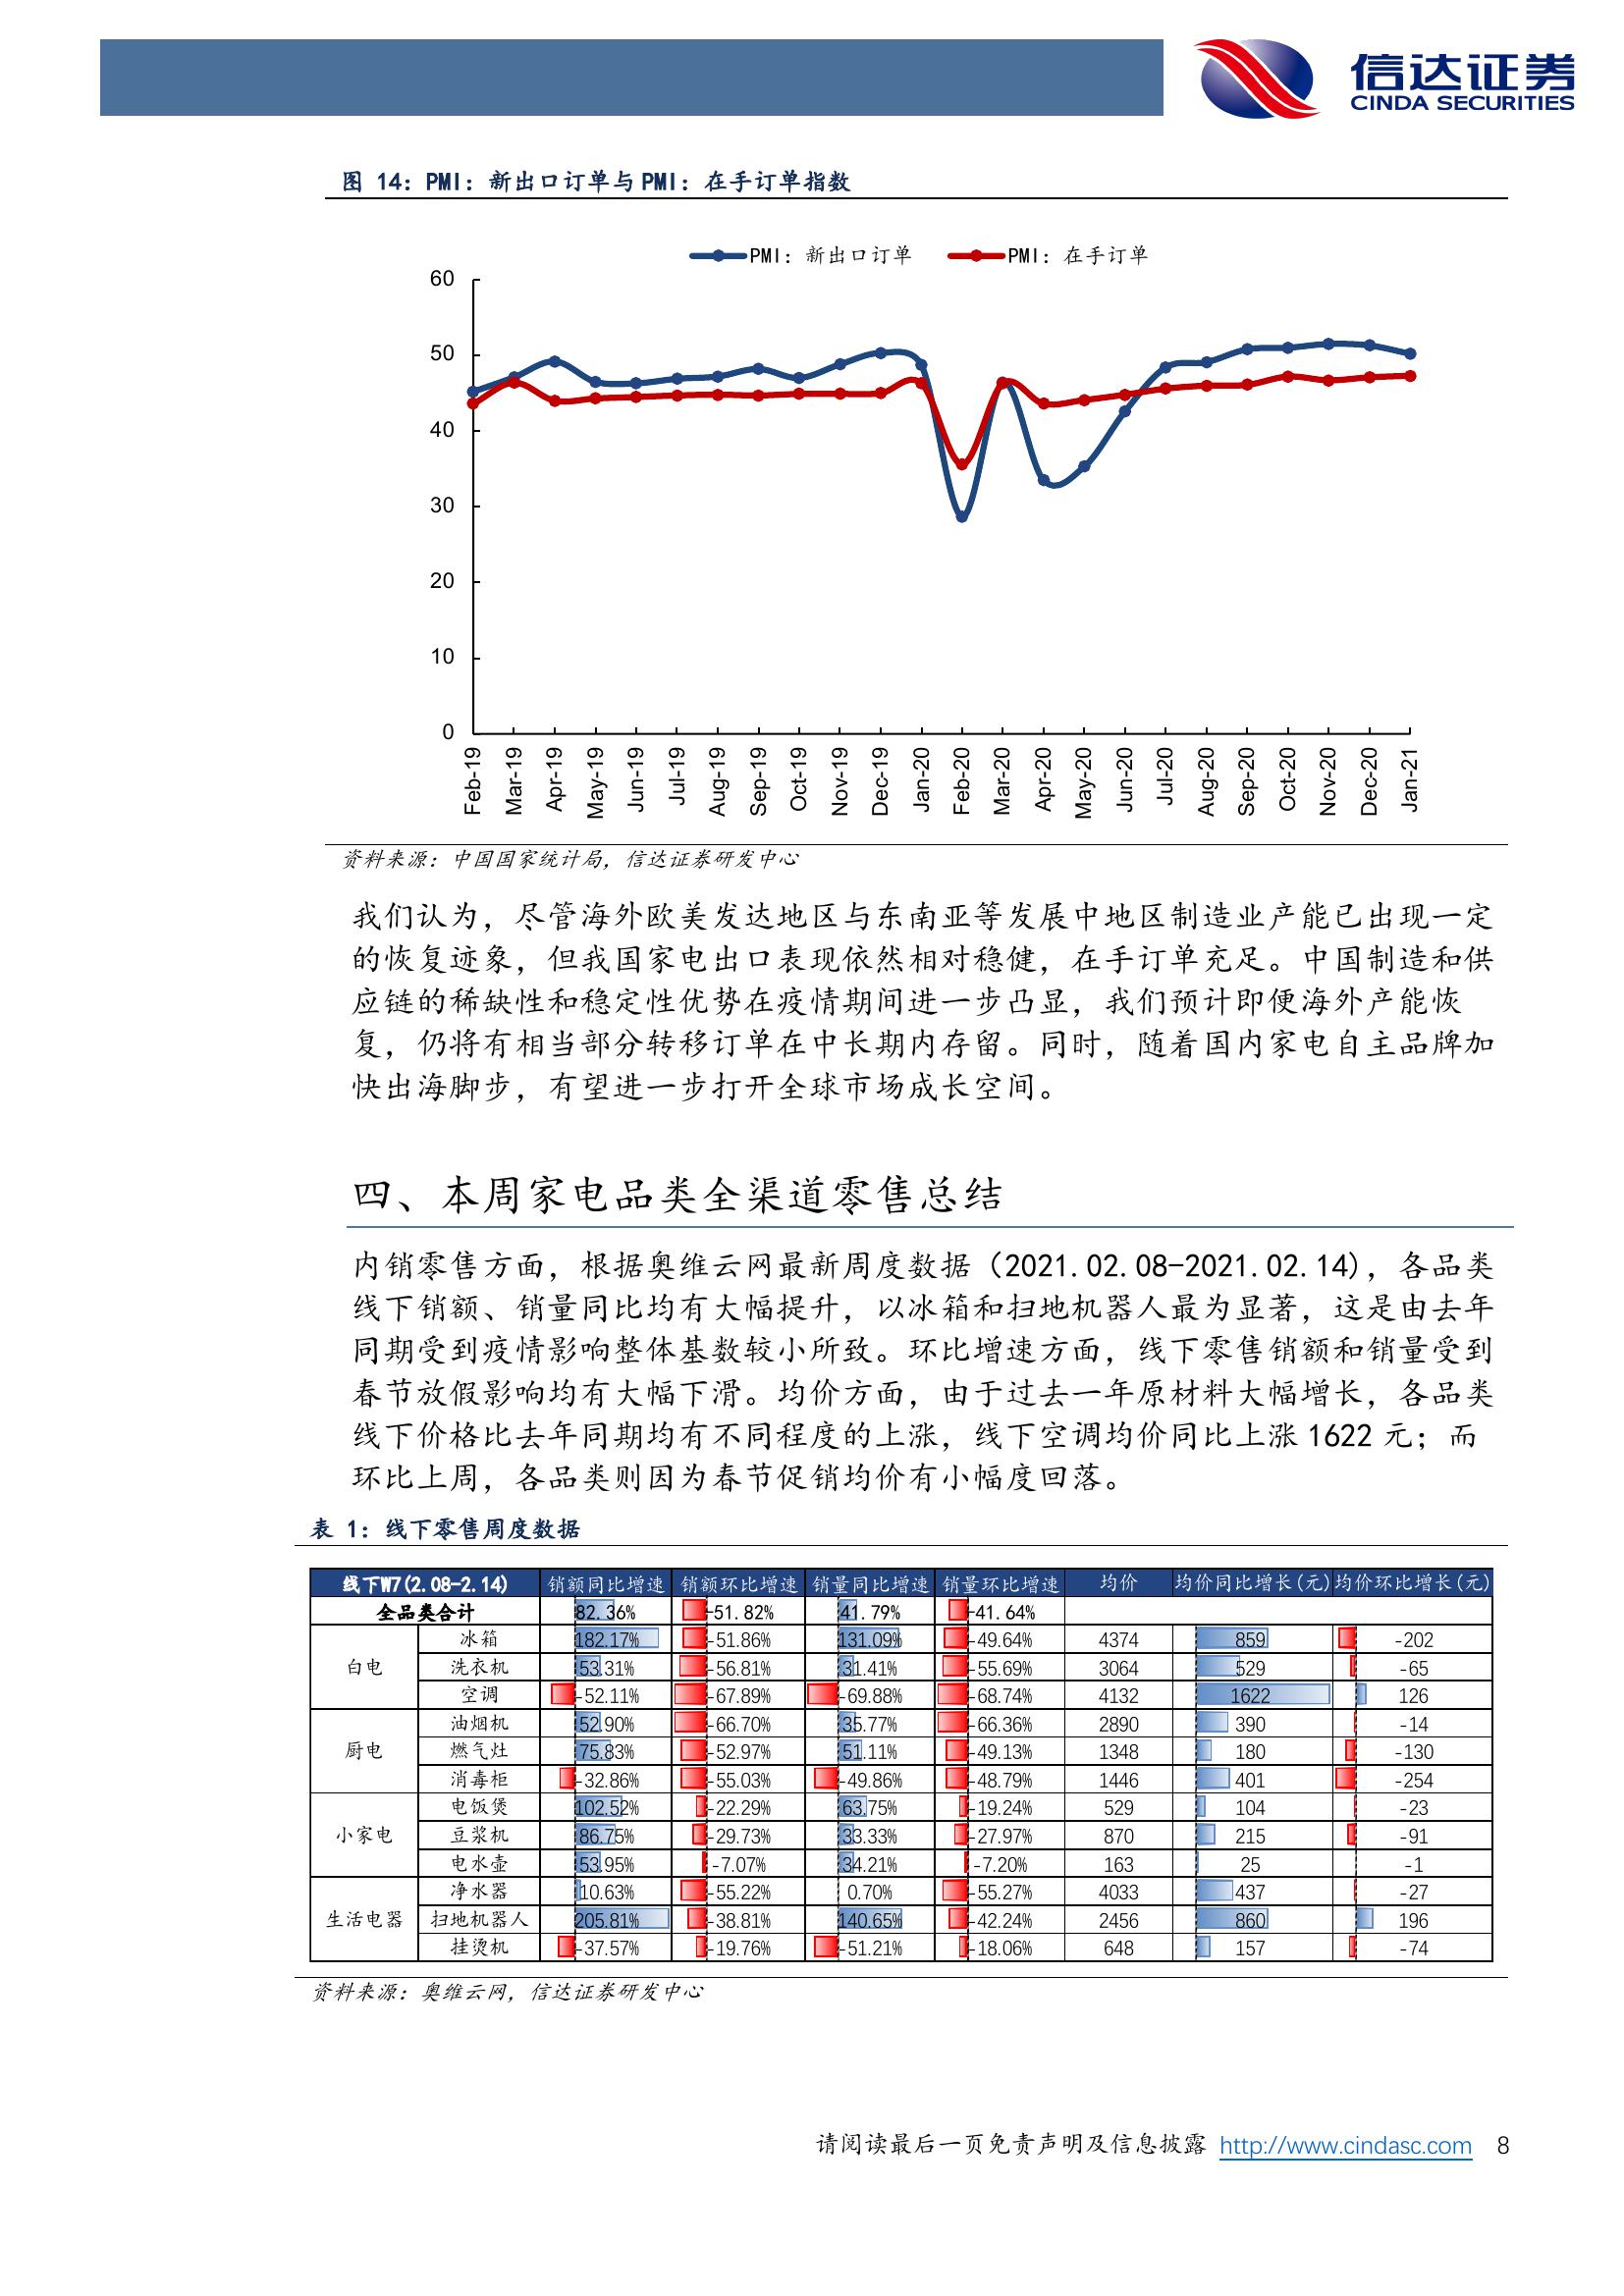 信达证券
CINDA SECURITIES
图 14：PMI：新出口订单与 PMI：在手订单指数
PMI：新出口订单 PMI：在手订单
60
50
40
30
20
10
0
Feb-19 Mar-19 Apr-19 May-19 Jun-19 Jul-19 Aug-19 Sep-19 Oct-19 Nov-19 Dec-19 Jan-20 Feb-20 Mar-20 Apr-20 May-20 Jun-20 Jul-20 Aug-20 Sep-20 Oct-20 Nov-20 Dec-20 Jan-21
资料来源：中国国家统计局，信达证券研发中心
我们认为，尽管海外欧美发达地区与东南亚等发展中地区制造业产能已出现一定
的恢复迹象，但我国家电出口表现依然相对稳健，在手订单充足。中国制造和供
应链的稀缺性和稳定性优势在疫情期间进一步凸显，我们预计即便海外产能恢
复，仍将有相当部分转移订单在中长期内存留。同时，随着国内家电自主品牌加
快出海脚步，有望进一步打开全球市场成长空间。
四、本周家电品类全渠道零售总结
内销零售方面，根据奥维云网最新周度数据（2021.02.08-2021.02.14），各品类
线下销额、销量同比均有大幅提升，以冰箱和扫地机器人最为显著，这是由去年
同期受到疫情影响整体基数较小所致。环比增速方面，线下零售销额和销量受到
春节放假影响均有大幅下滑。均价方面，由于过去一年原材料大幅增长，各品类
线下价格比去年同期均有不同程度的上涨，线下空调均价同比上涨 1622 元；而
环比上周，各品类则因为春节促销均价有小幅度回落。
表 1：线下零售周度数据
线下W7(2.08-2.14) 销额同比增速 销额环比增速 销量同比增速 销量环比增速 均价 均价同比增长(元) 均价环比增长(元)
全品类合计 82.36% -51.82% 41.79% -41.64%
白电 冰箱 182.17% -51.86% 131.09% -49.64% 4374 859 -202
洗衣机 53.31% -56.81% 31.41% -55.69% 3064 529 -65
空调 -52.11% -67.89% -69.88% -68.74% 4132 1622 126
厨电 油烟机 52.90% -66.70% 35.77% -66.36% 2890 390 -14
燃气灶 75.83% -52.97% 51.11% -49.13% 1348 180 -130
消毒柜 -32.86% -55.03% -49.86% -48.79% 1446 401 -254
小家电 电饭煲 102.52% -22.29% 63.75% -19.24% 529 104 -23
豆浆机 86.75% -29.73% 33.33% -27.97% 870 215 -91
电水壶 53.95% -7.07% 34.21% -7.20% 163 25 -1
生活电器 净水器 10.63% -55.22% 0.70% -55.27% 4033 437 -27
扫地机器人 205.81% -38.81% 140.65% -42.24% 2456 860 196
挂烫机 -37.57% -19.76% -51.21% -18.06% 648 157 -74
资料来源：奥维云网，信达证券研发中心
请阅读最后一页免责声明及信息披露 http://www.cindasc.com 8